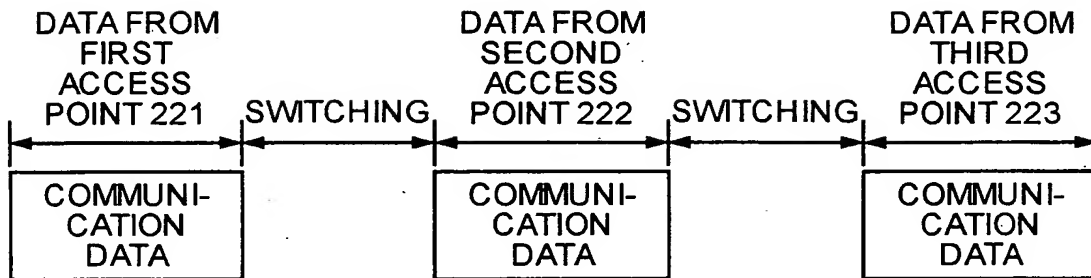 DATA FROM
FIRST
ACCESS
POINT 221
SWITCHING
DATA FROM
SECOND
ACCESS
POINT 222
SWITCHING
DATA FROM
THIRD
ACCESS
POINT 223
COMMUNI-
CATION
DATA
COMMUNI-
CATION
DATA
COMMUNI-
CATION
DATA